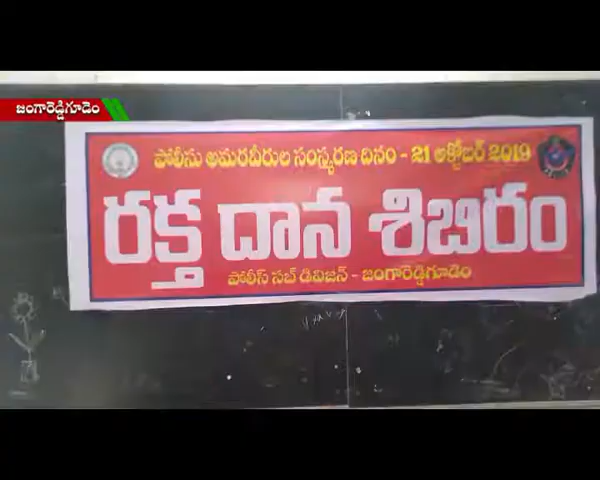 జంగారెడ్డిగూడెం
పోలీసు అమరవీరుల సంస్మరణ దినం - 21 అక్టోబర్ 2019
రక్త దాన శిబిరం
పోలీస్ సబ్ డివిజన్ - జంగారెడ్డిగూడెం